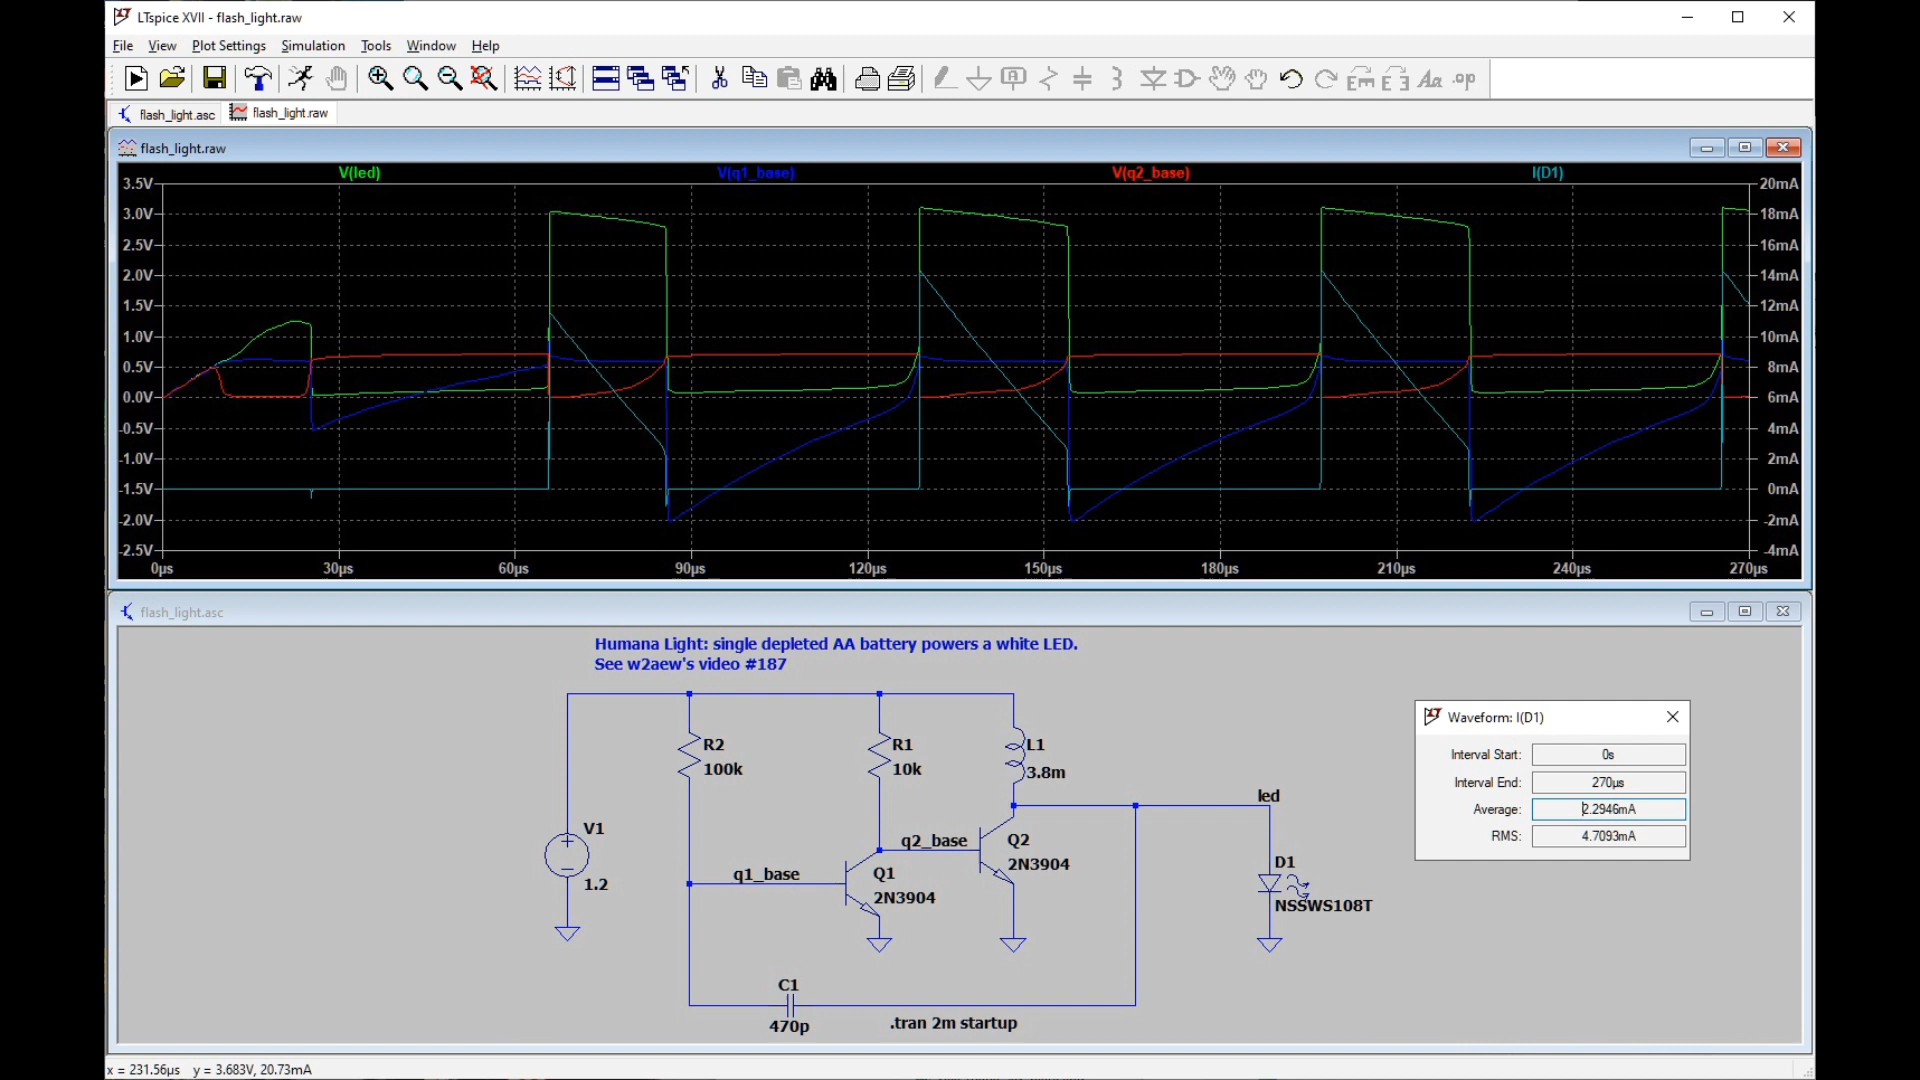 LTspice XVII - flash_light.raw
File View Plot Settings Simulation Tools Window Help
flash_light.asc flash_light.raw
flash_light.raw
V(led) V(q1_base) V(q2_base) I(D1)
3.5V 20mA
3.0V 18mA
2.5V 16mA
2.0V 14mA
1.5V 12mA
1.0V 10mA
0.5V 8mA
0.0V 6mA
-0.5V 4mA
-1.0V 2mA
-1.5V 0mA
-2.0V -2mA
-2.5V -4mA
0µs 30µs 60µs 90µs 120µs 150µs 180µs 210µs 240µs 270µs
flash_light.asc
Humana Light: single depleted AA battery powers a white LED.
See w2aew's video #187
R2
100k
R1
10k
L1
3.8m
led
V1
1.2
q2_base
Q2
2N3904
q1_base
Q1
2N3904
D1
NSSWS108T
C1
470p
.tran 2m startup
Waveform: I(D1)
Interval Start: 0s
Interval End: 270µs
Average: 2.2946mA
RMS: 4.7093mA
x = 231.56µs y = 3.683V, 20.73mA